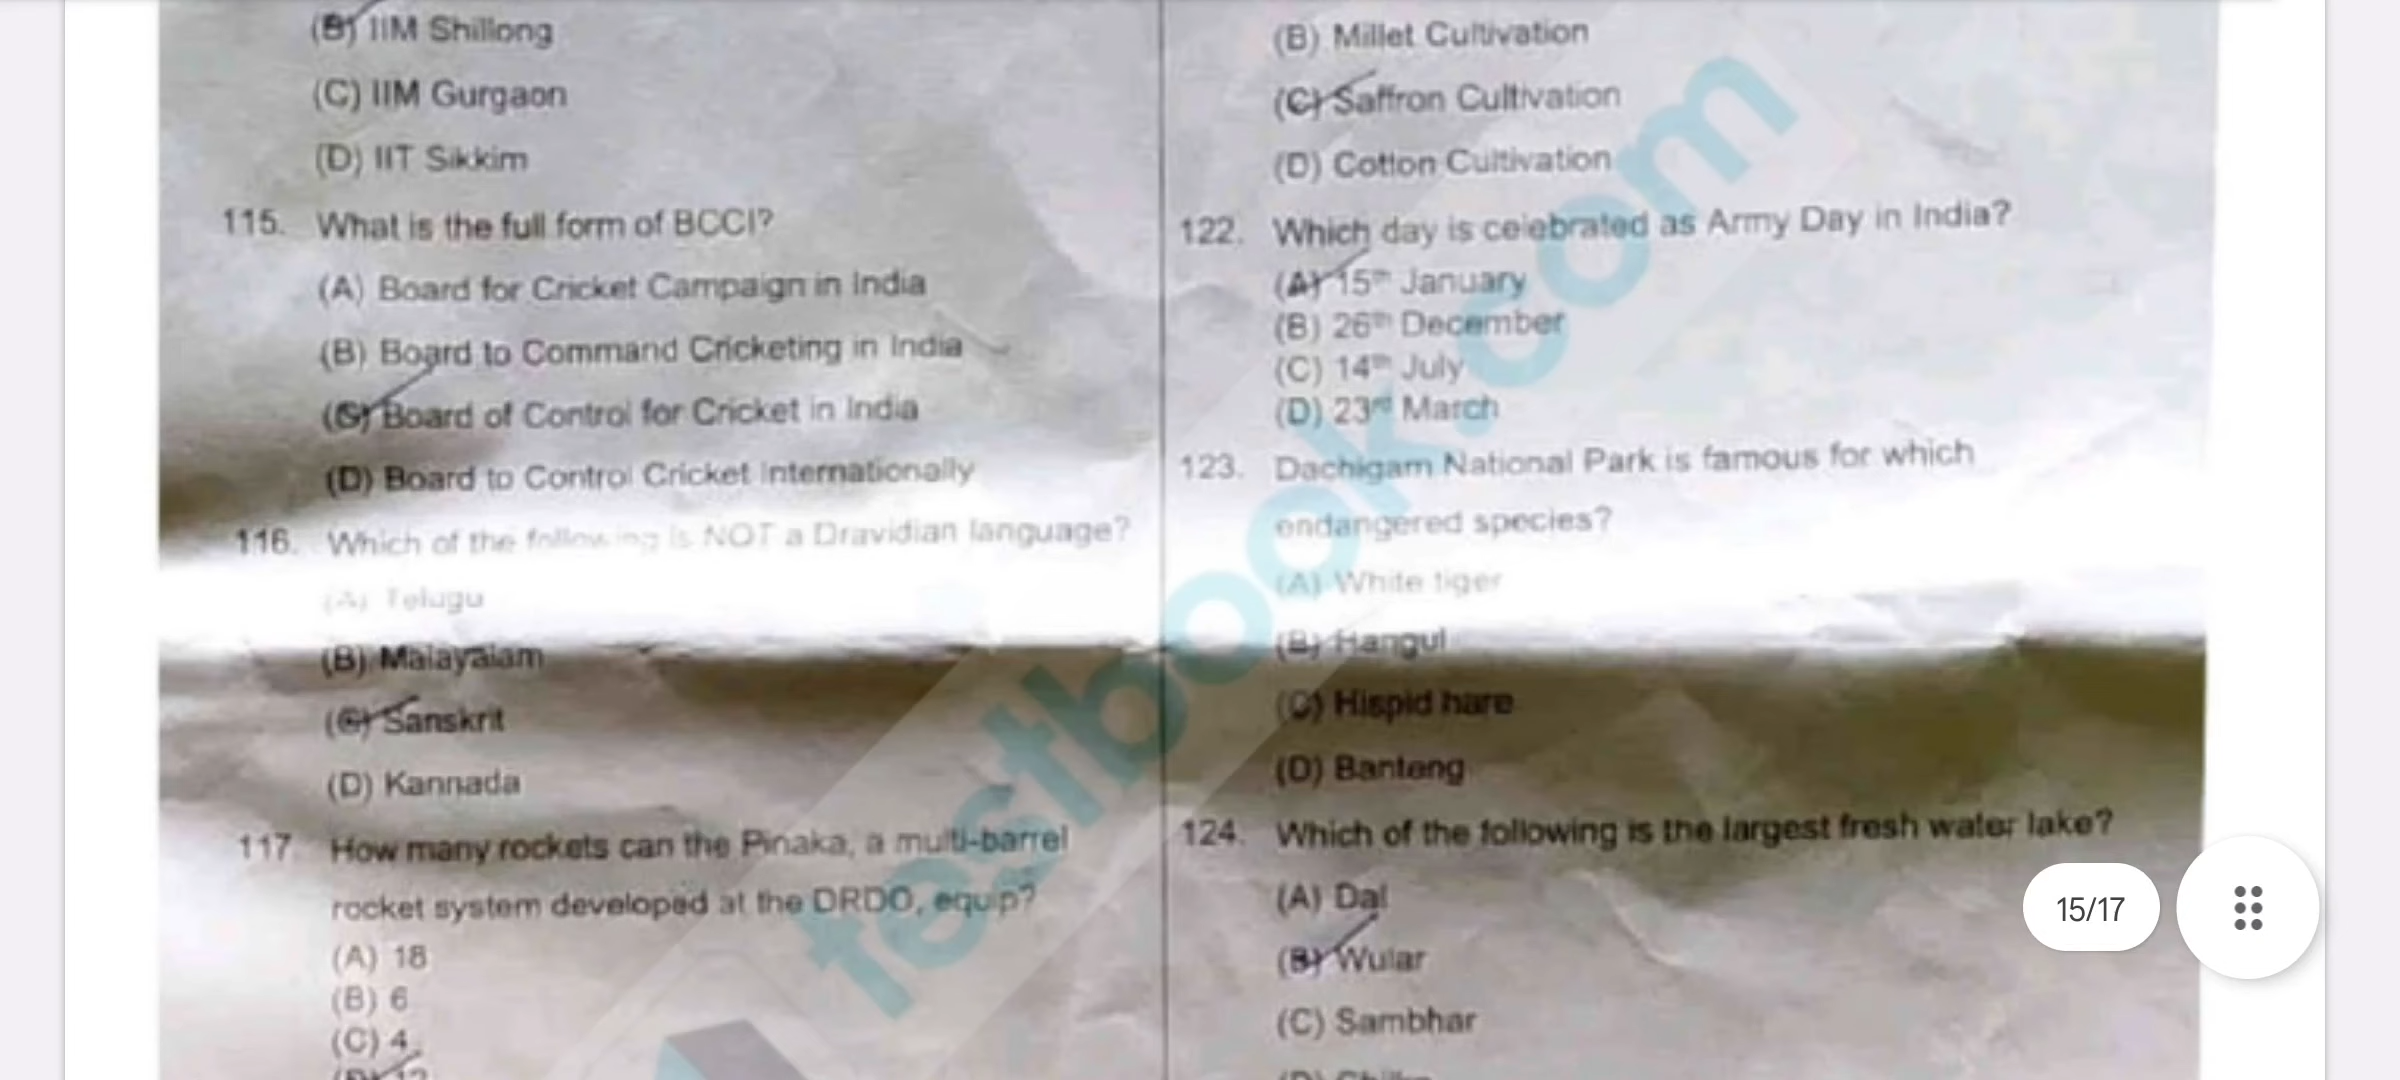 (B) IIM Shillong
(C) IIM Gurgaon
(D) IIT Sikkim
115. What is the full form of BCCI?
(A) Board for Cricket Campaign in India
(B) Board to Command Cricketing in India
(C) Board of Control for Cricket in India
(D) Board to Control Cricket Internationally
116. Which of the following is NOT a Dravidian language?
(A) Telugu
(B) Malayalam
(C) Sanskrit
(D) Kannada
117. How many rockets can the Pinaka, a multi-barrel
rocket system developed at the DRDO, equip?
(A) 18
(B) 6
(C) 4
(D) 12
(B) Millet Cultivation
(C) Saffron Cultivation
(D) Cotton Cultivation
122. Which day is celebrated as Army Day in India?
(A) 15th January
(B) 26th December
(C) 14th July
(D) 23rd March
123. Dachigam National Park is famous for which
endangered species?
(A) White tiger
(B) Hangul
(C) Hispid hare
(D) Banteng
124. Which of the following is the largest fresh water lake?
(A) Dal
(B) Wular
(C) Sambhar
(D) Chilka
testbook.com
15/17